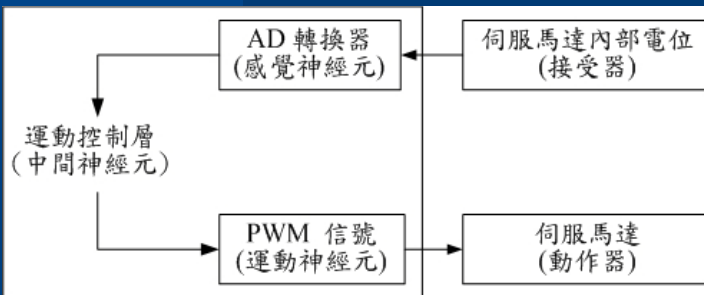 AD 轉換器
(感覺神經元)
伺服馬達內部電位
(接受器)
運動控制層
(中間神經元)
PWM 信號
(運動神經元)
伺服馬達
(動作器)